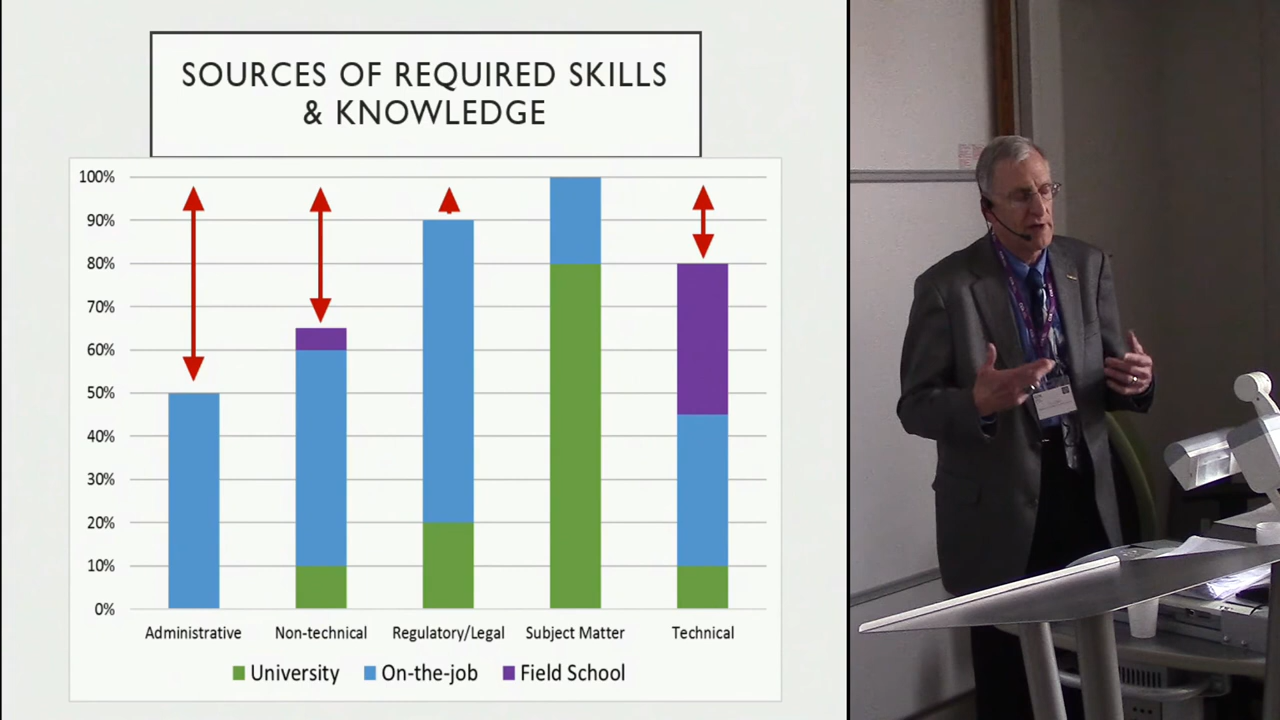 SOURCES OF REQUIRED SKILLS
& KNOWLEDGE
100%
90%
80%
70%
60%
50%
40%
30%
20%
10%
0%
Administrative
Non-technical
Regulatory/Legal
Subject Matter
Technical
University
On-the-job
Field School